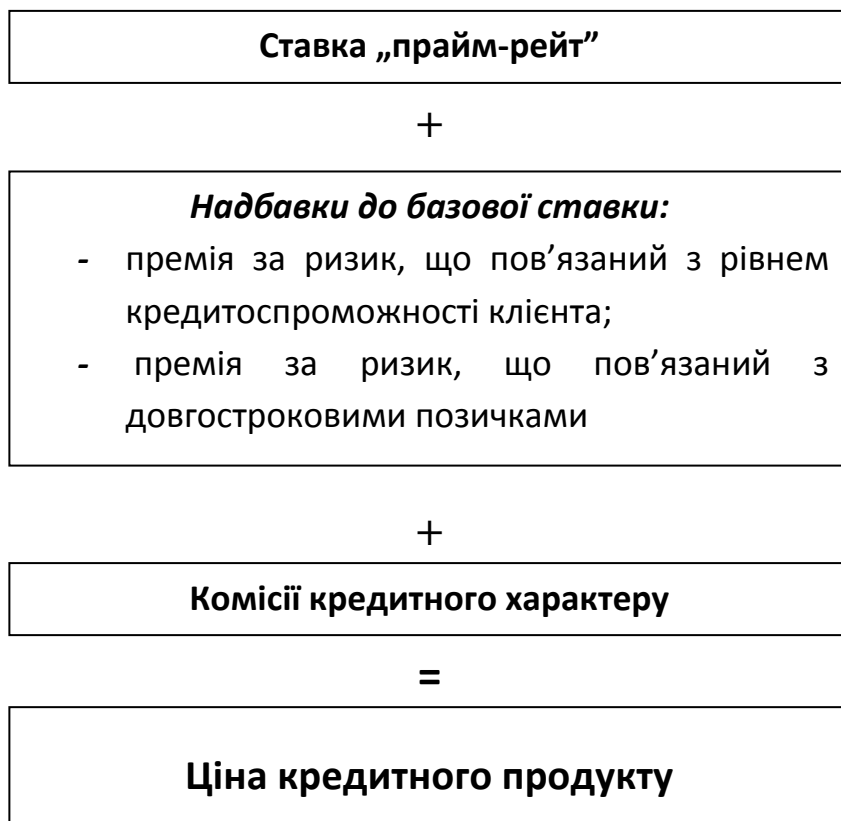 Ставка „прайм-рейт”
+
Надбавки до базової ставки:
- премія за ризик, що пов’язаний з рівнем
кредитоспроможності клієнта;
- премія за ризик, що пов’язаний з
довгостроковими позичками
+
Комісії кредитного характеру
=
Ціна кредитного продукту